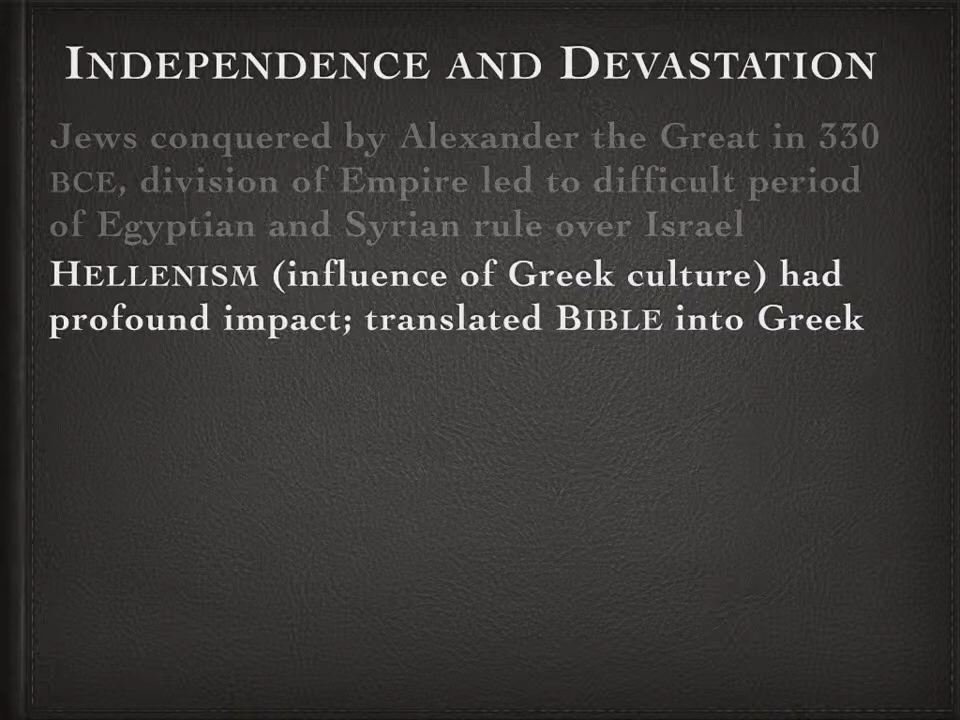 INDEPENDENCE AND DEVASTATION
Jews conquered by Alexander the Great in 330
BCE, division of Empire led to difficult period
of Egyptian and Syrian rule over Israel
HELLENISM (influence of Greek culture) had
profound impact; translated BIBLE into Greek